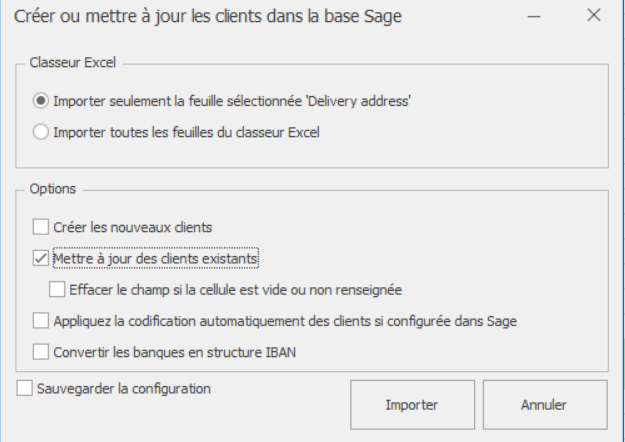 Créer ou mettre à jour les clients dans la base Sage
Classeur Excel
Importer seulement la feuille sélectionnée 'Delivery address'
Importer toutes les feuilles du classeur Excel
Options
Créer les nouveaux clients
Mettre à jour des clients existants
Effacer le champ si la cellule est vide ou non renseignée
Appliquez la codification automatiquement des clients si configurée dans Sage
Convertir les banques en structure IBAN
Sauvegarder la configuration
Importer
Annuler